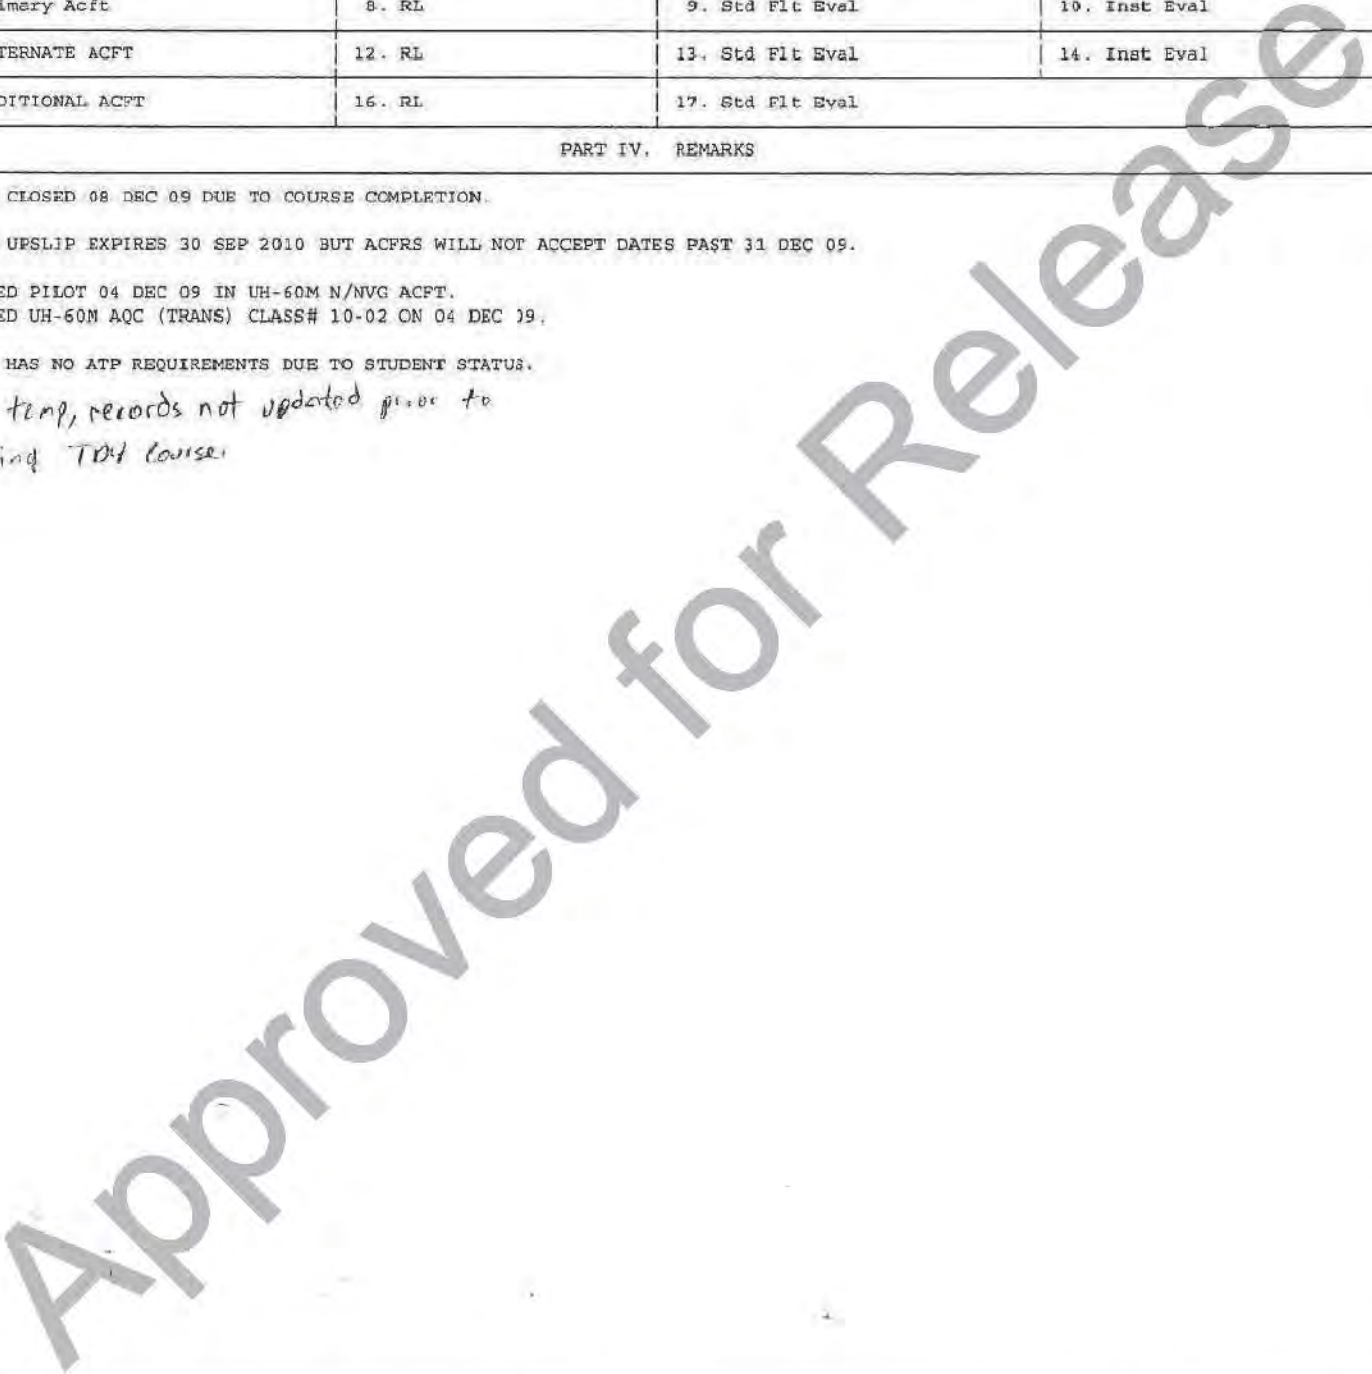 imary Acft 8. RL 9. Std Flt Eval 10. Inst Eval
TERNATE ACFT 12. RL 13. Std Flt Eval 14. Inst Eval
DITIONAL ACFT 16. RL 17. Std Flt Eval
PART IV. REMARKS
CLOSED 08 DEC 09 DUE TO COURSE COMPLETION.
UPSLIP EXPIRES 30 SEP 2010 BUT ACFRS WILL NOT ACCEPT DATES PAST 31 DEC 09.
ED PILOT 04 DEC 09 IN UH-60M N/NVG ACFT.
ED UH-60M AQC (TRANS) CLASS# 10-02 ON 04 DEC 09.
HAS NO ATP REQUIREMENTS DUE TO STUDENT STATUS.
temp, records not updated prior to
ing TDY Course.
Approved for Release